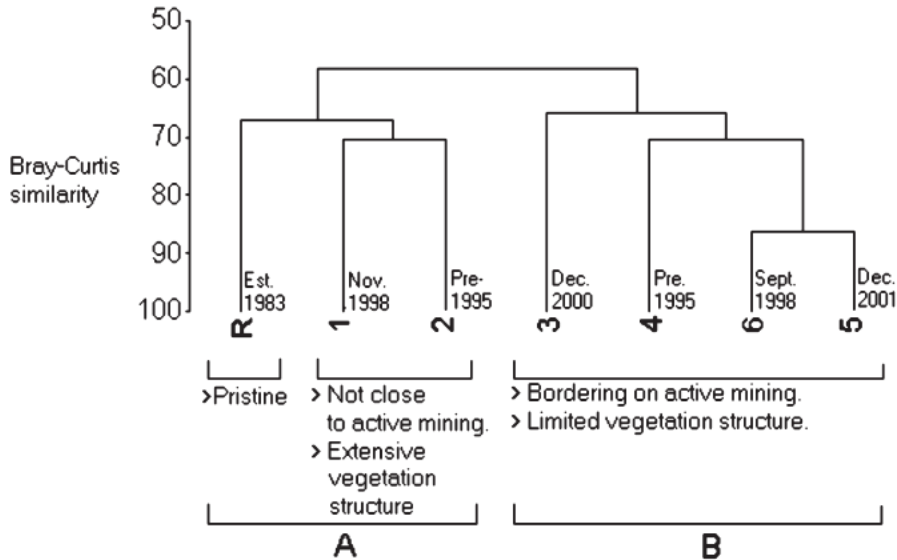 50
60
70
80
90
100
Bray-Curtis
similarity
Est.
1983
Nov.
1998
Pre-
1995
Dec.
2000
Pre.
1995
Sept.
1998
Dec.
2001
R
1
2
3
4
6
5
>Pristine
> Not close
to active mining.
> Extensive
vegetation
structure
> Bordering on active mining.
> Limited vegetation structure.
A
B